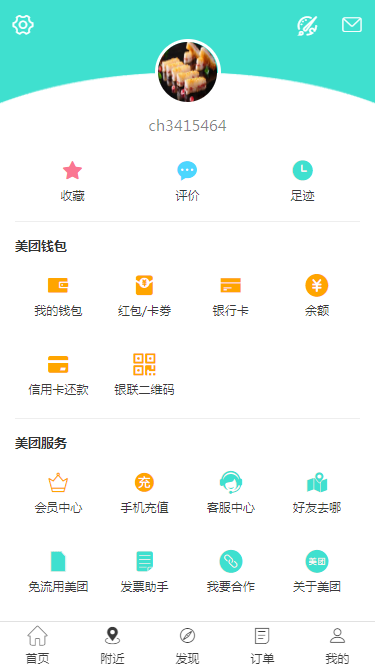 ch3415464
收藏 评价 足迹
美团钱包
我的钱包 红包/卡券 银行卡 余额
信用卡还款 银联二维码
美团服务
充
会员中心 手机充值 客服中心 好友去哪
美团
免流用美团 发票助手 我要合作 关于美团
首页 附近 发现 订单 我的